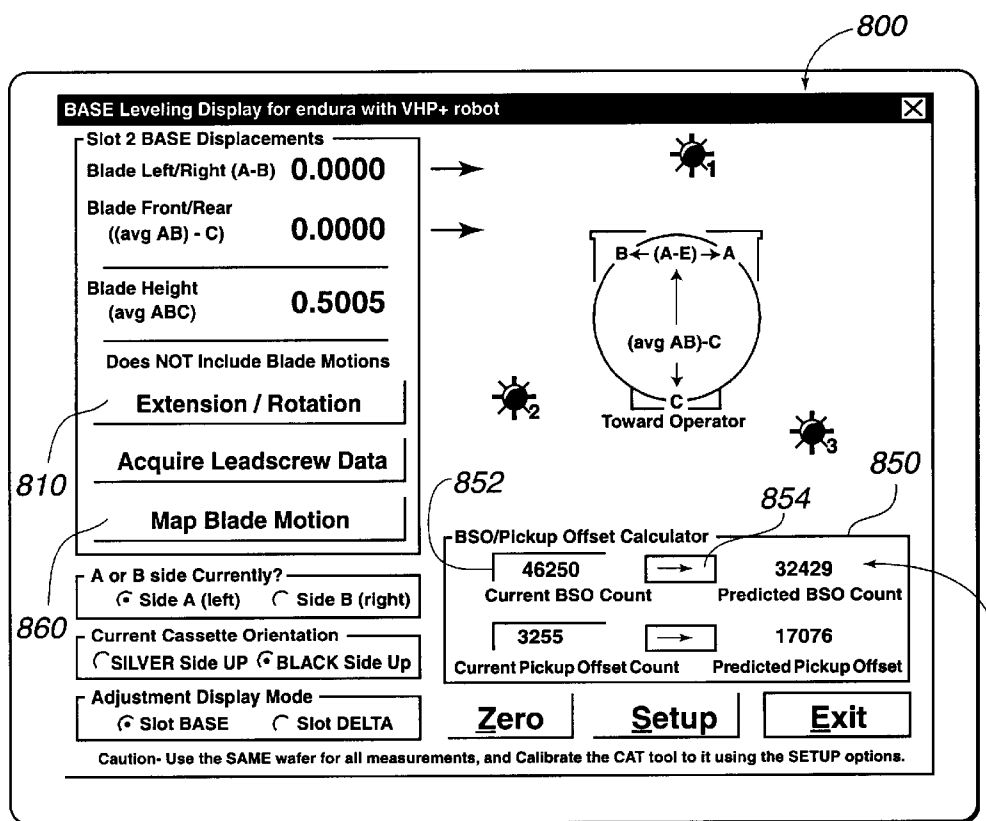 800
BASE Leveling Display for endura with VHP+ robot
Slot 2 BASE Displacements
Blade Left/Right (A-B) 0.0000
Blade Front/Rear
((avg AB) - C) 0.0000
Blade Height
(avg ABC) 0.5005
Does NOT Include Blade Motions
Extension / Rotation
Acquire Leadscrew Data
Map Blade Motion
810
860
1
B (A-E) A
(avg AB)-C
C
Toward Operator
2
3
850
852
854
BSO/Pickup Offset Calculator
46250 32429
Current BSO Count Predicted BSO Count
3255 17076
Current Pickup Offset Count Predicted Pickup Offset
A or B side Currently?
Side A (left) Side B (right)
Current Cassette Orientation
SILVER Side UP BLACK Side Up
Adjustment Display Mode
Slot BASE Slot DELTA
Zero Setup Exit
Caution- Use the SAME wafer for all measurements, and Calibrate the CAT tool to it using the SETUP options.